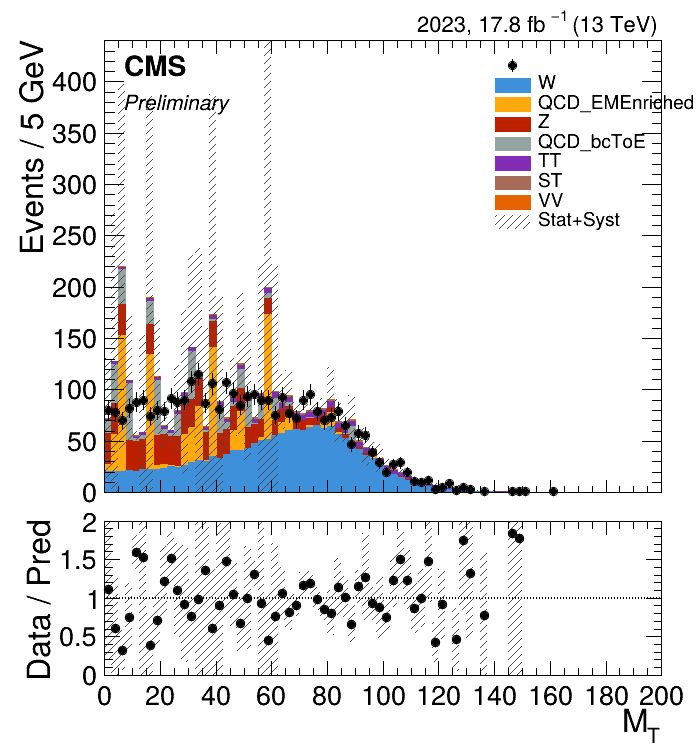 2023, 17.8 fb⁻¹ (13 TeV)
CMS
Preliminary
W
QCD_EMEnriched
Z
QCD_bcToE
TT
ST
VV
Stat+Syst
Events / 5 GeV
400
350
300
250
200
150
100
50
0
Data / Pred
2
1.5
1
0.5
0
0 20 40 60 80 100 120 140 160 180 200
M_T